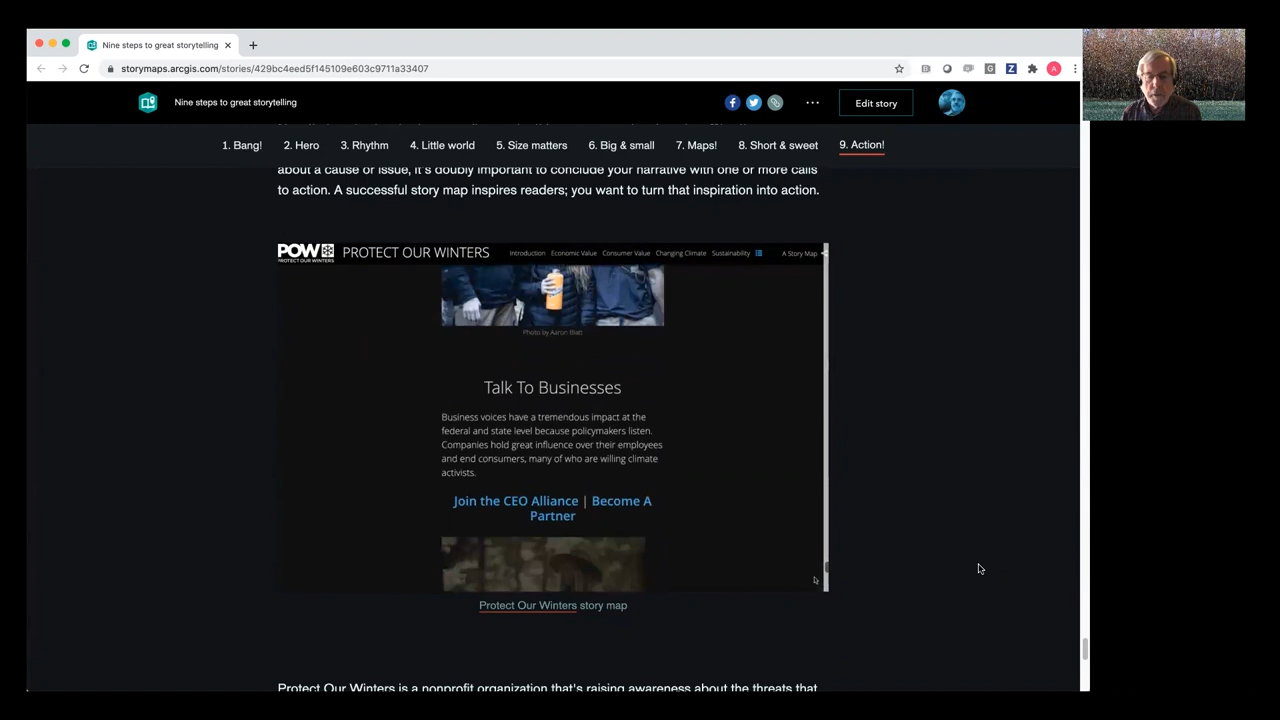 Nine steps to great storytelling
storymaps.arcgis.com/stories/429bc4eed5f145109e603c9711a33407
G
Z
A
Nine steps to great storytelling
Edit story
1. Bang!
2. Hero
3. Rhythm
4. Little world
5. Size matters
6. Big & small
7. Maps!
8. Short & sweet
9. Action!
about a cause or issue, it's doubly important to conclude your narrative with one or more calls
to action. A successful story map inspires readers; you want to turn that inspiration into action.
POW
PROTECT OUR WINTERS
PROTECT OUR WINTERS
Introduction
Economic Value
Consumer Value
Changing Climate
Sustainability
A Story Map
Photo by Aaron Blatt
Talk To Businesses
Business voices have a tremendous impact at the
federal and state level because policymakers listen.
Companies hold great influence over their employees
and end consumers, many of who are willing climate
activists.
Join the CEO Alliance | Become A
Partner
Protect Our Winters story map
Protect Our Winters is a nonprofit organization that's raising awareness about the threats that